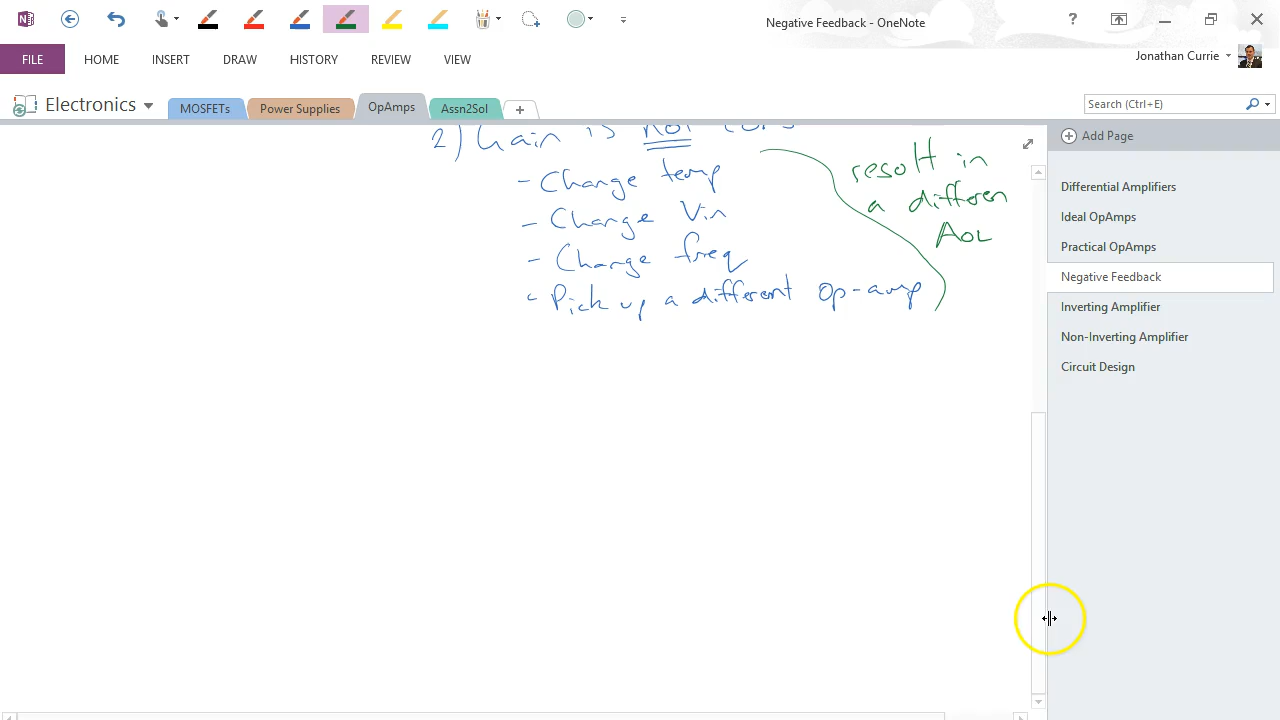 Negative Feedback - OneNote
?
FILE HOME INSERT DRAW HISTORY REVIEW VIEW
Jonathan Currie
Electronics
MOSFETs Power Supplies OpAmps Assn2Sol +
Search (Ctrl+E)
Add Page
2) Gain is not
- Change temp
- Change Vin
- Change freq
- Pick up a different Op-amp
result in
a differen
AOL
Differential Amplifiers
Ideal OpAmps
Practical OpAmps
Negative Feedback
Inverting Amplifier
Non-Inverting Amplifier
Circuit Design